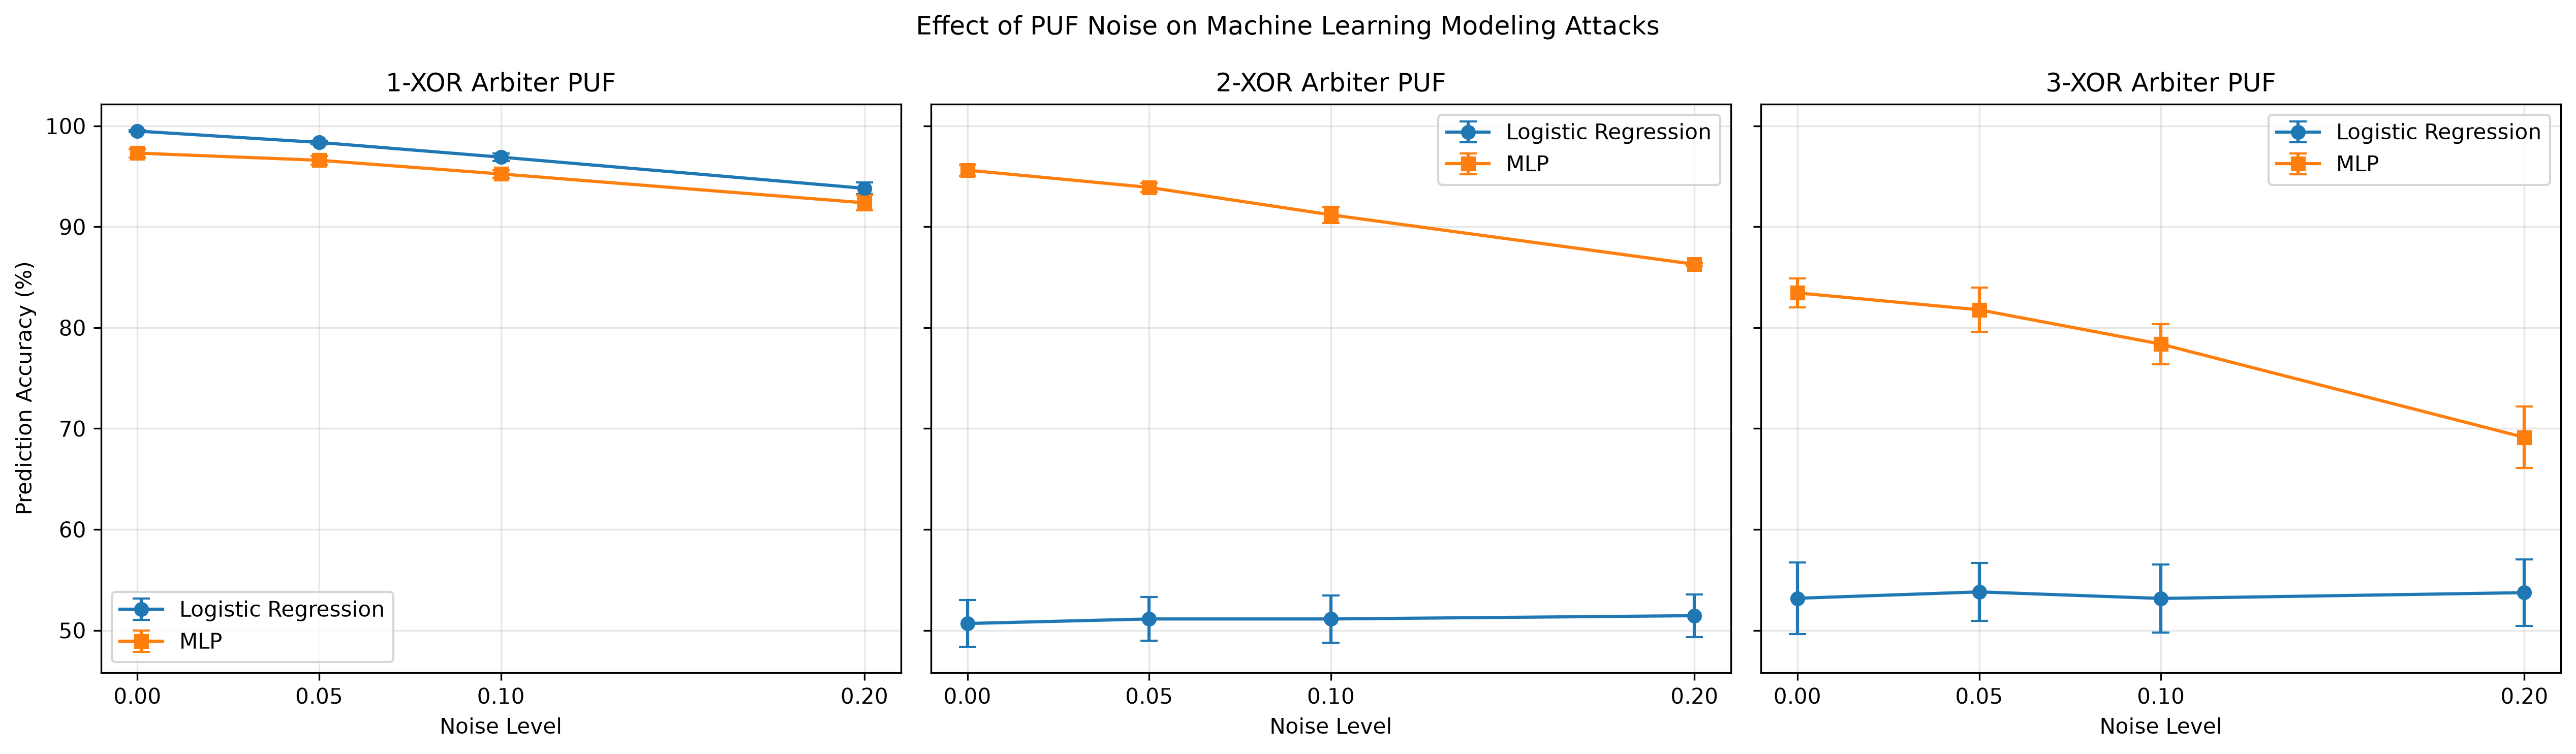 Effect of PUF Noise on Machine Learning Modeling Attacks
1-XOR Arbiter PUF
Prediction Accuracy (%)
100
90
80
70
60
50
Logistic Regression
MLP
0.00 0.05 0.10 0.20
Noise Level
2-XOR Arbiter PUF
Logistic Regression
MLP
0.00 0.05 0.10 0.20
Noise Level
3-XOR Arbiter PUF
Logistic Regression
MLP
0.00 0.05 0.10 0.20
Noise Level